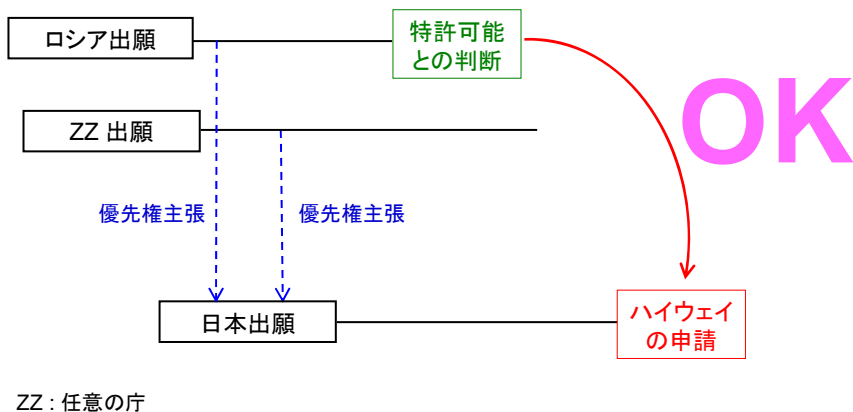 ロシア出願
特許可能
との判断
OK
ZZ 出願
優先権主張
優先権主張
日本出願
ハイウェイ
の申請
ZZ : 任意の庁